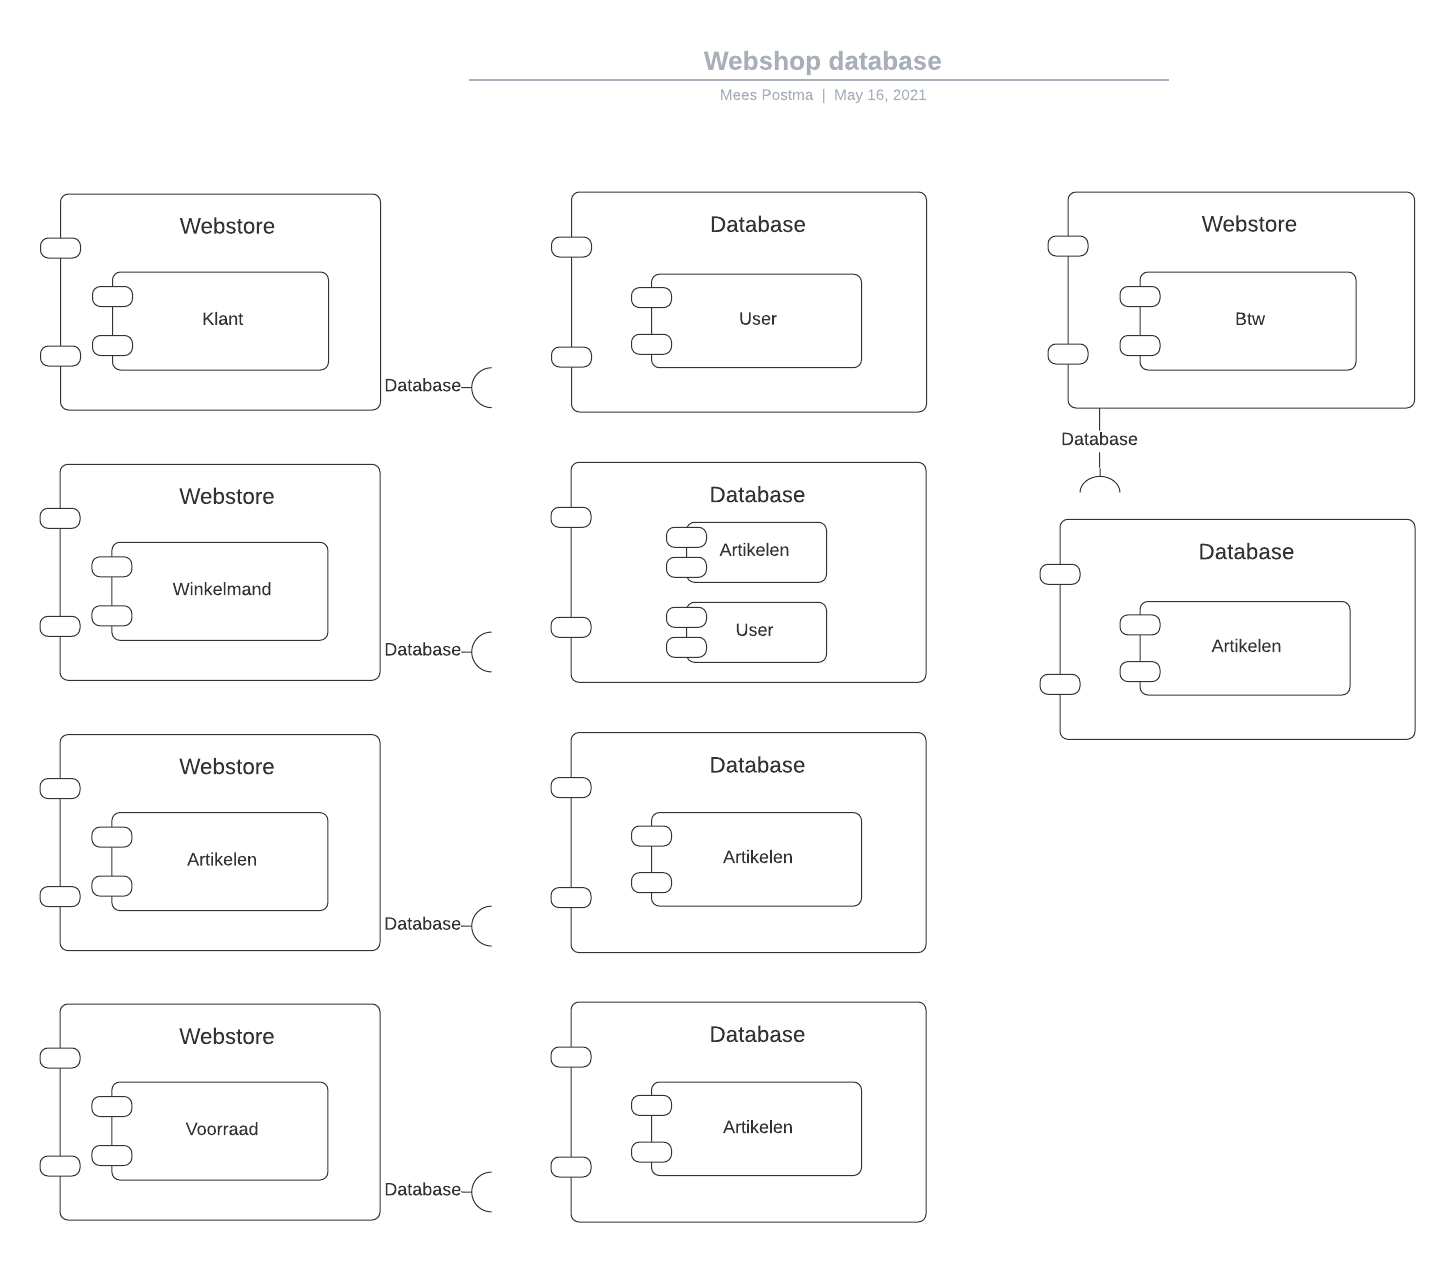 Webshop database
Mees Postma | May 16, 2021
Webstore
Klant
Database
Database
User
Webstore
Btw
Database
Database
Artikelen
Webstore
Winkelmand
Database
Database
Artikelen
User
Webstore
Artikelen
Database
Database
Artikelen
Webstore
Voorraad
Database
Database
Artikelen